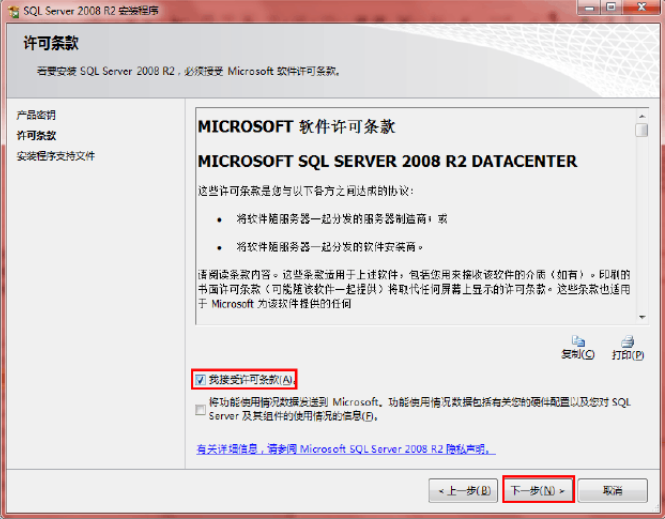 SQL Server 2008 R2 安装程序
许可条款
若要安装 SQL Server 2008 R2，必须接受 Microsoft 软件许可条款。
产品密钥
许可条款
安装程序支持文件
MICROSOFT 软件许可条款
MICROSOFT SQL SERVER 2008 R2 DATACENTER
这些许可条款是您与以下各方之间达成的协议：
• 将软件随服务器一起分发的服务器制造商；或
• 将软件随服务器一起分发的软件安装商。
请阅读条款内容。这些条款适用于上述软件，包括您用来接收该软件的介质（如有）。印刷的
书面许可条款（可能随该软件一起提供）将取代任何屏幕上显示的许可条款。这些条款也适用
于 Microsoft 为该软件提供的任何
复制(C) 打印(P)
我接受许可条款(A)。
将功能使用情况数据发送到 Microsoft。功能使用情况数据包括有关您的硬件配置以及您对 SQL
Server 及其组件的使用情况的信息(F)。
有关详细信息，请参阅 Microsoft SQL Server 2008 R2 隐私声明。
< 上一步(B) 下一步(N) > 取消